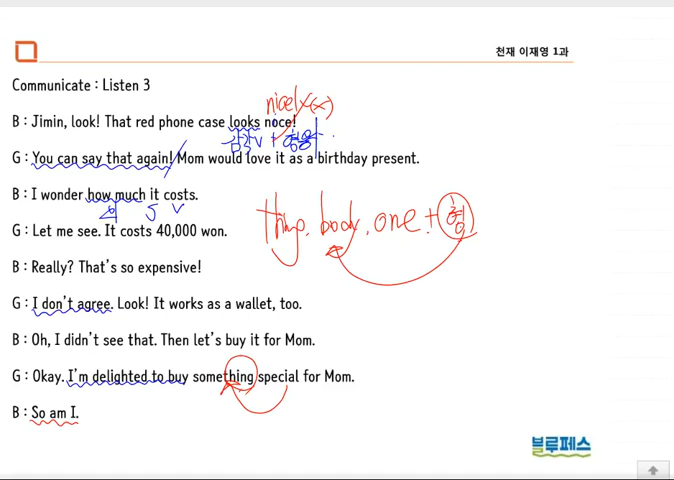 천재 이재영 1과
Communicate : Listen 3
nicely(x)
B : Jimin, look! That red phone case looks nice!
감각V + 형용
G : You can say that again! Mom would love it as a birthday present.
B : I wonder how much it costs.
의 S V
G : Let me see. It costs 40,000 won.
thing, body, one + 형
B : Really? That's so expensive!
G : I don't agree. Look! It works as a wallet, too.
B : Oh, I didn't see that. Then let's buy it for Mom.
G : Okay. I'm delighted to buy something special for Mom.
B : So am I.
블루페스